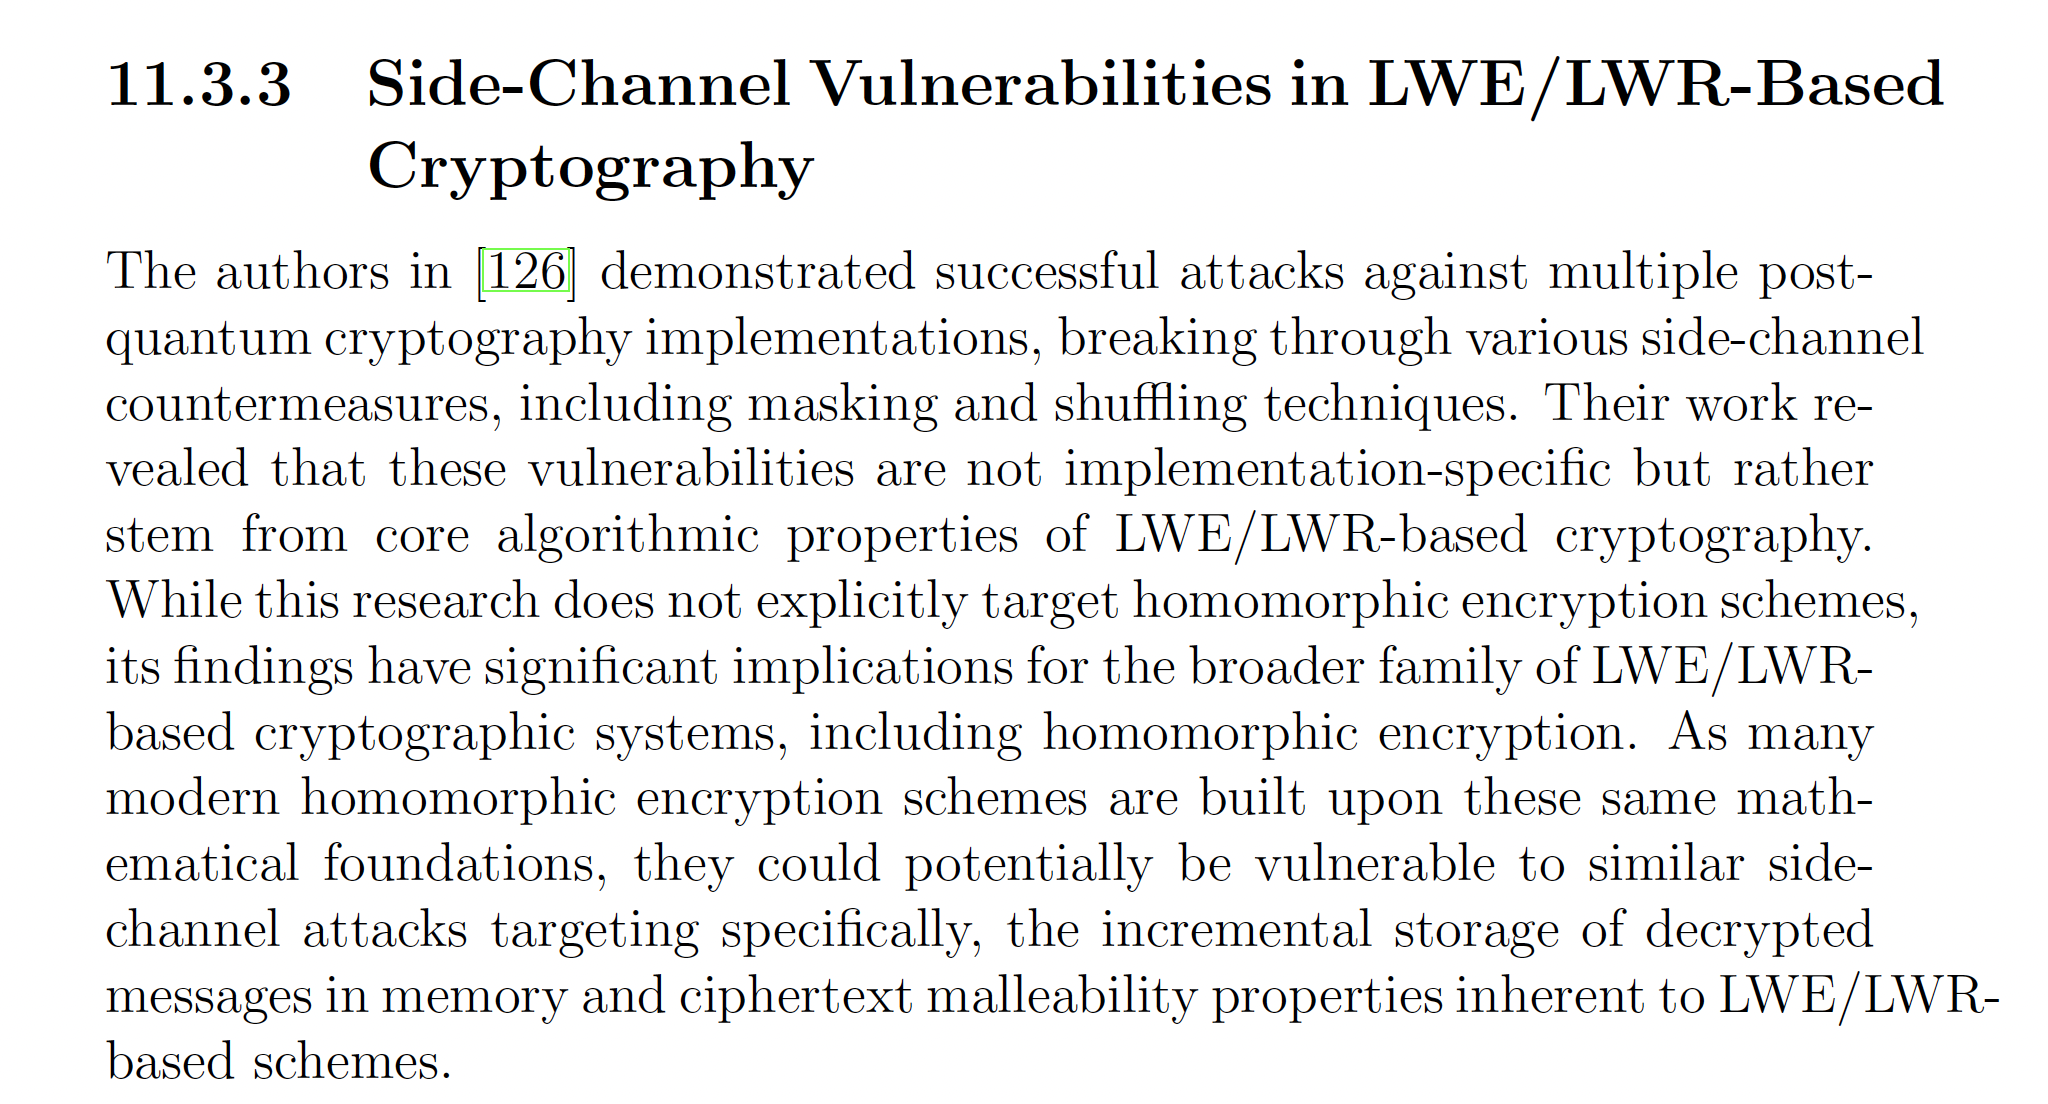 11.3.3 Side-Channel Vulnerabilities in LWE/LWR-Based
Cryptography
The authors in [126] demonstrated successful attacks against multiple post-
quantum cryptography implementations, breaking through various side-channel
countermeasures, including masking and shuffling techniques. Their work re-
vealed that these vulnerabilities are not implementation-specific but rather
stem from core algorithmic properties of LWE/LWR-based cryptography.
While this research does not explicitly target homomorphic encryption schemes,
its findings have significant implications for the broader family of LWE/LWR-
based cryptographic systems, including homomorphic encryption. As many
modern homomorphic encryption schemes are built upon these same math-
ematical foundations, they could potentially be vulnerable to similar side-
channel attacks targeting specifically, the incremental storage of decrypted
messages in memory and ciphertext malleability properties inherent to LWE/LWR-
based schemes.